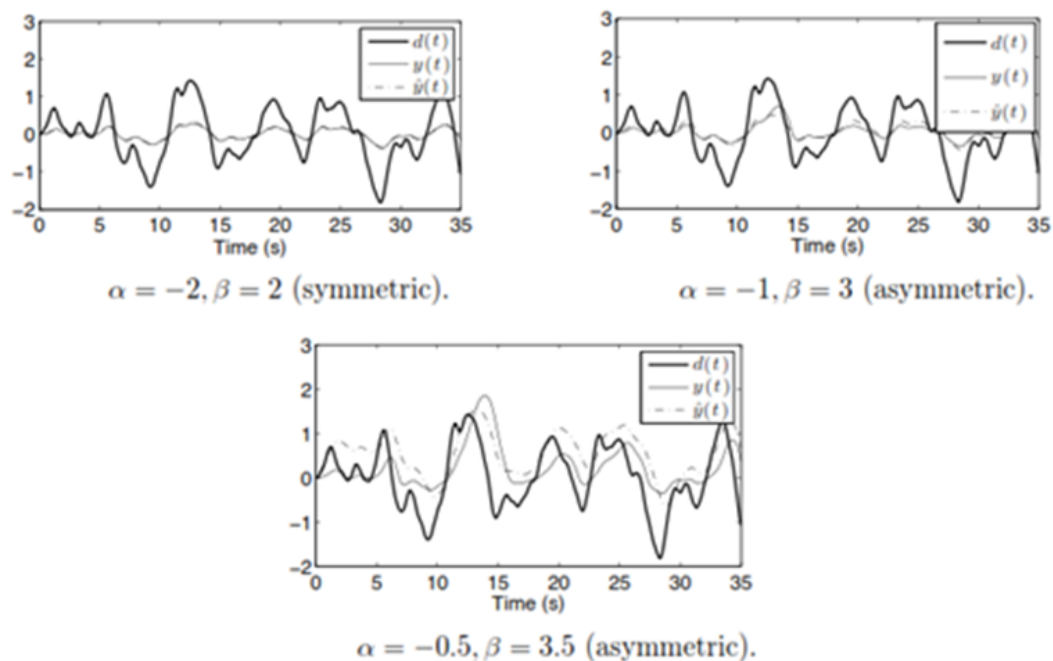 3
2
1
0
−1
−2
d(t)
y(t)
ŷ(t)
0 5 10 15 20 25 30 35
Time (s)
α = −2, β = 2 (symmetric).
3
2
1
0
−1
−2
d(t)
y(t)
ŷ(t)
0 5 10 15 20 25 30 35
Time (s)
α = −1, β = 3 (asymmetric).
3
2
1
0
−1
−2
d(t)
y(t)
ŷ(t)
0 5 10 15 20 25 30 35
Time (s)
α = −0.5, β = 3.5 (asymmetric).